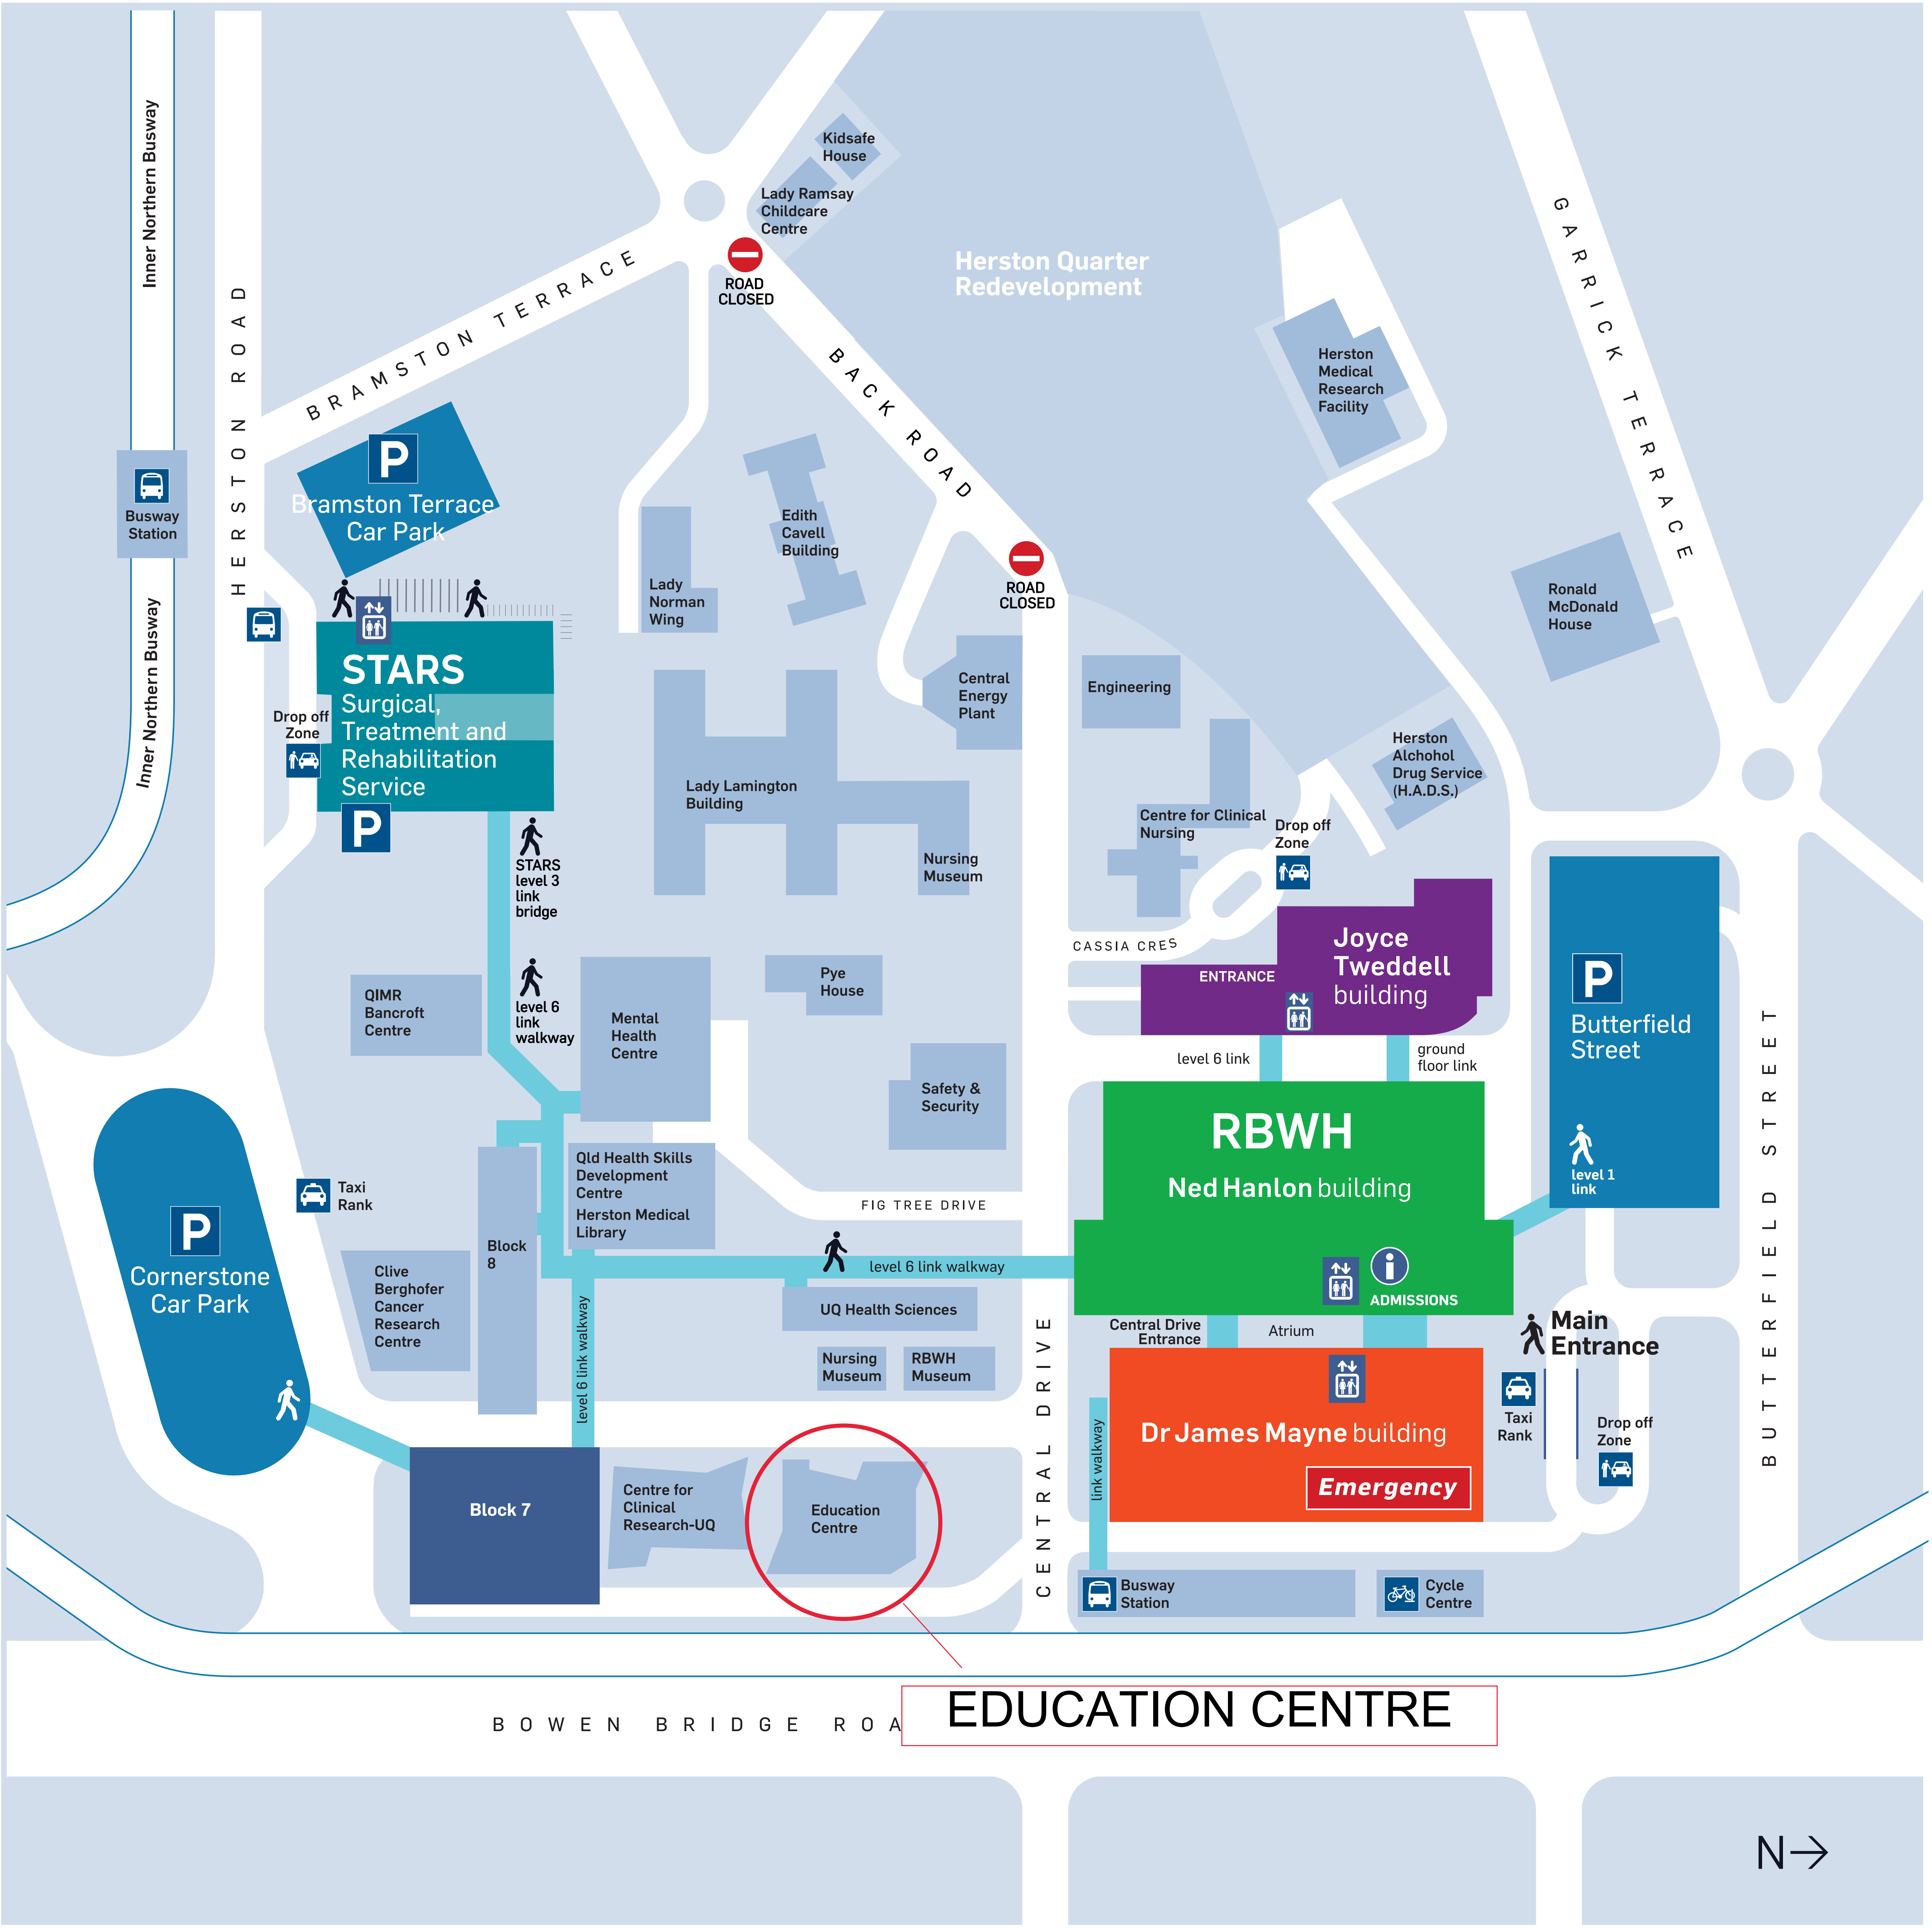 Inner Northern Busway
HERSTON ROAD
Kidsafe
House
Lady Ramsay
Childcare
Centre
ROAD
CLOSED
Herston Quarter
Redevelopment
GARRICK TERRACE
BRAMSTON TERRACE
BACK ROAD
Herston
Medical
Research
Facility
P
Bramston Terrace
Car Park
Busway
Station
Edith
Cavell
Building
Lady
Norman
Wing
ROAD
CLOSED
Ronald
McDonald
House
Inner Northern Busway
STARS
Surgical,
Treatment and
Rehabilitation
Service
Drop off
Zone
P
Central
Energy
Plant
Engineering
Herston
Alchohol
Drug Service
(H.A.D.S.)
Lady Lamington
Building
Nursing
Museum
Centre for Clinical
Nursing
Drop off
Zone
STARS
level 3
link
bridge
CASSIA CRES
Joyce
Tweddell
building
ENTRANCE
P
Butterfield
Street
level 1
link
BUTTERFIELD STREET
QIMR
Bancroft
Centre
level 6
link
walkway
Mental
Health
Centre
Pye
House
Safety &
Security
level 6 link
ground
floor link
RBWH
Ned Hanlon building
i
ADMISSIONS
Taxi
Rank
P
Cornerstone
Car Park
Qld Health Skills
Development
Centre
Herston Medical
Library
FIG TREE DRIVE
Block
8
Clive
Berghofer
Cancer
Research
Centre
level 6 link walkway
level 6 link walkway
UQ Health Sciences
Nursing
Museum
RBWH
Museum
CENTRAL DRIVE
Central Drive
Entrance
Atrium
Main
Entrance
Taxi
Rank
Drop off
Zone
Dr James Mayne building
Emergency
link walkway
Block 7
Centre for
Clinical
Research-UQ
Education
Centre
Busway
Station
Cycle
Centre
BOWEN BRIDGE ROA
EDUCATION CENTRE
N